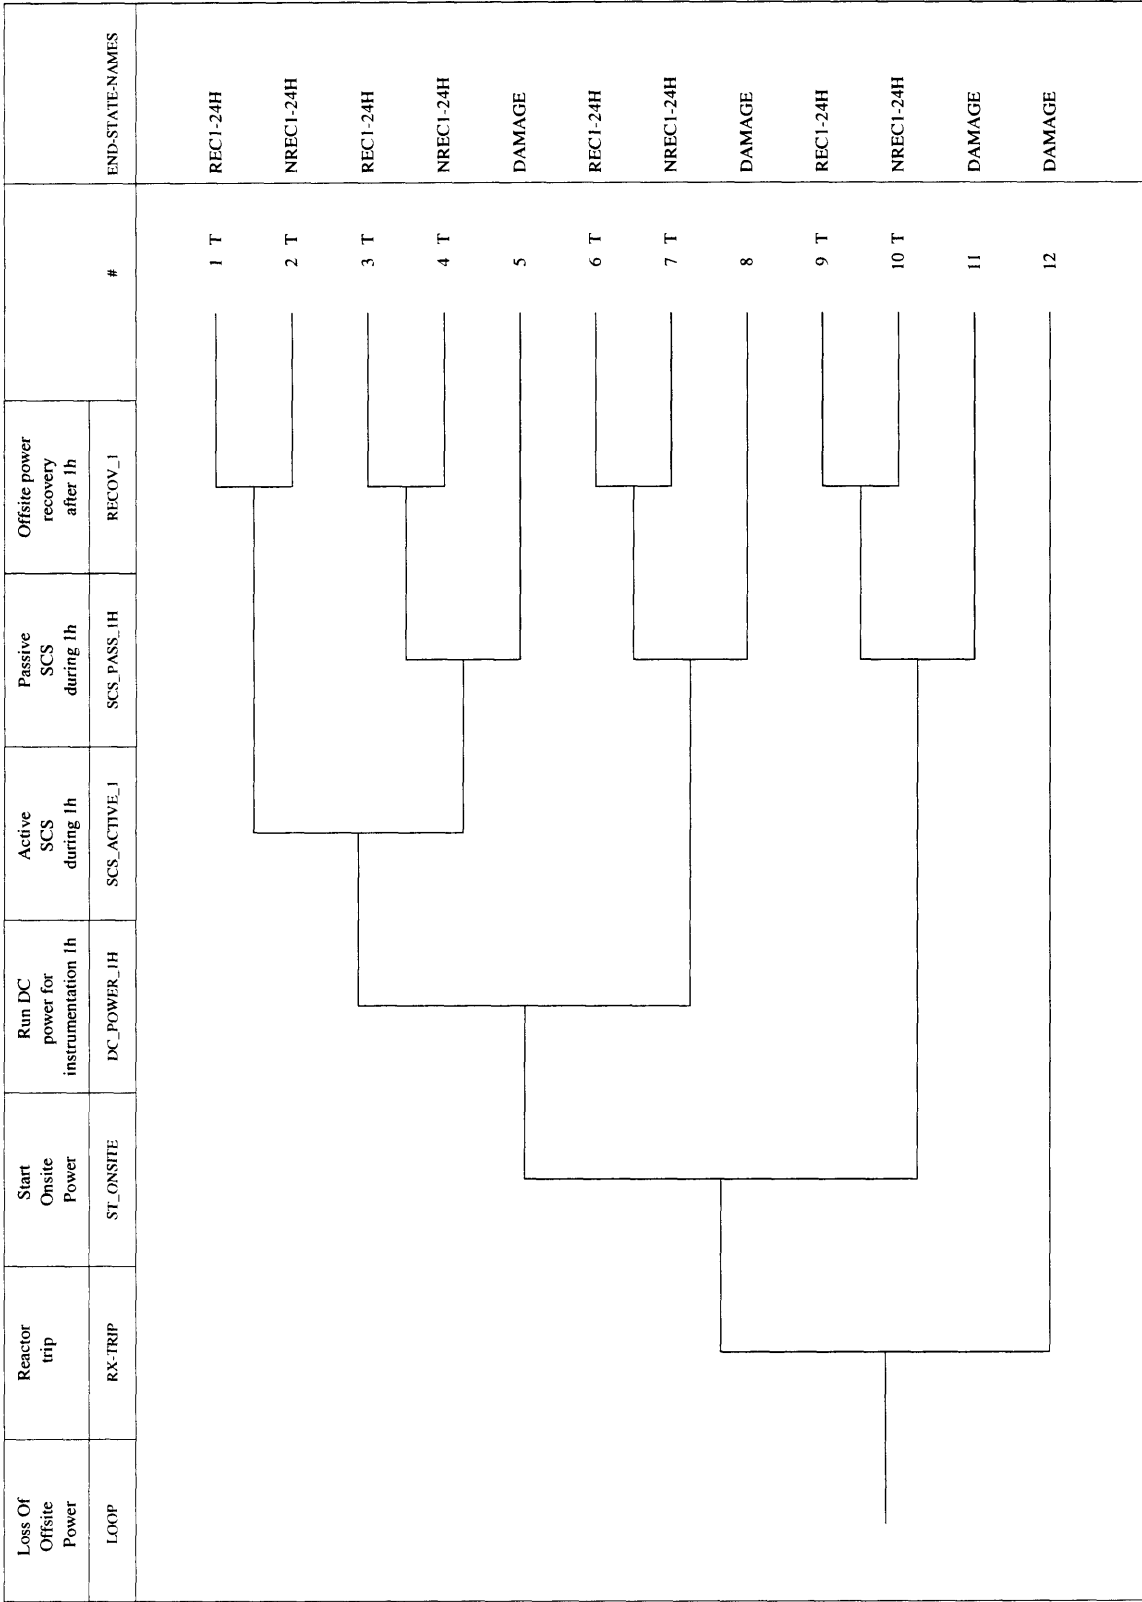 Loss Of
Offsite
Power
Reactor
trip
Start
Onsite
Power
Run DC
power for
instrumentation 1h
Active
SCS
during 1h
Passive
SCS
during 1h
Offsite power
recovery
after 1h
LOOP
RX-TRIP
ST_ONSITE
DC_POWER_1H
SCS_ACTIVE_1
SCS_PASS_1H
RECOV_1
#
END-STATE-NAMES
1 T REC1-24H
2 T NREC1-24H
3 T REC1-24H
4 T NREC1-24H
5 DAMAGE
6 T REC1-24H
7 T NREC1-24H
8 DAMAGE
9 T REC1-24H
10 T NREC1-24H
11 DAMAGE
12 DAMAGE